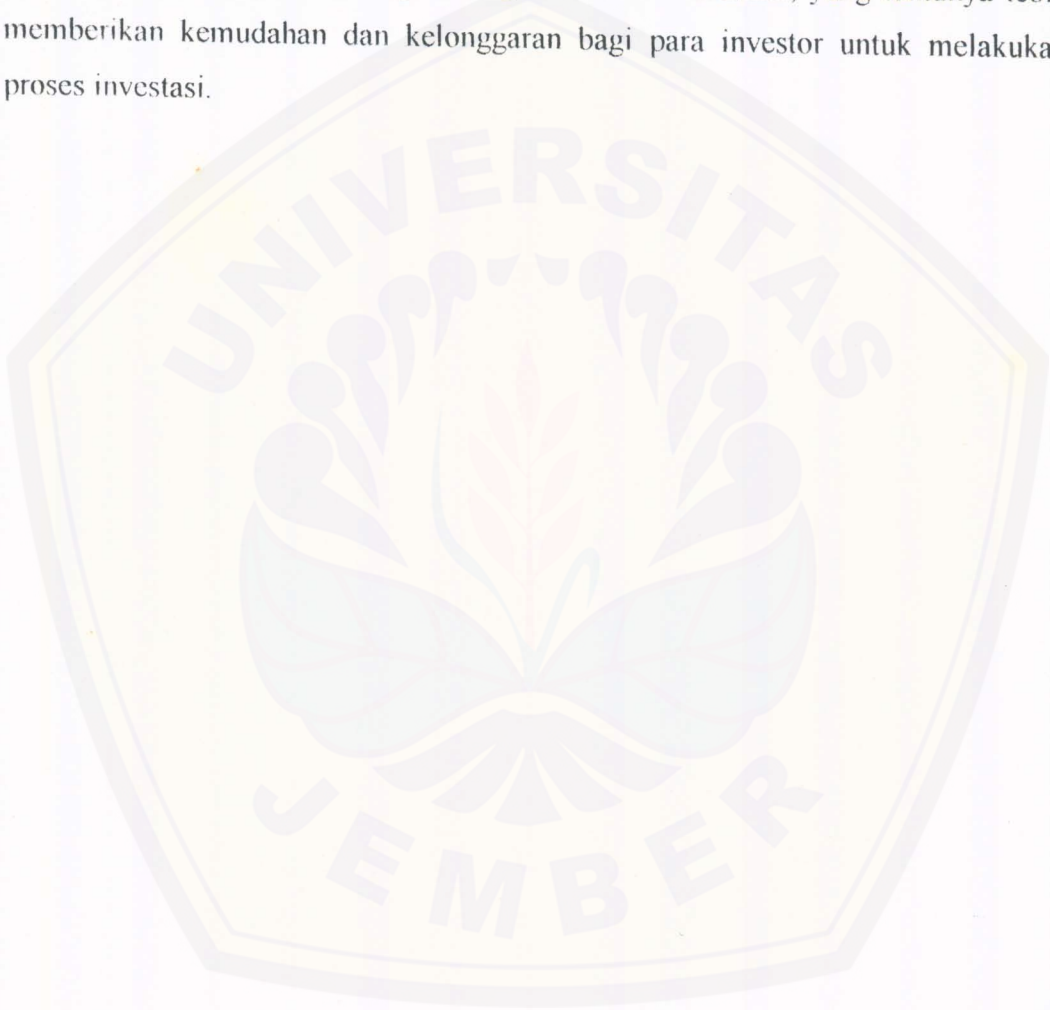 memberikan kemudahan dan kelonggaran bagi para investor untuk melakuka
proses investasi.
UNIVERSITAS
JEMBER